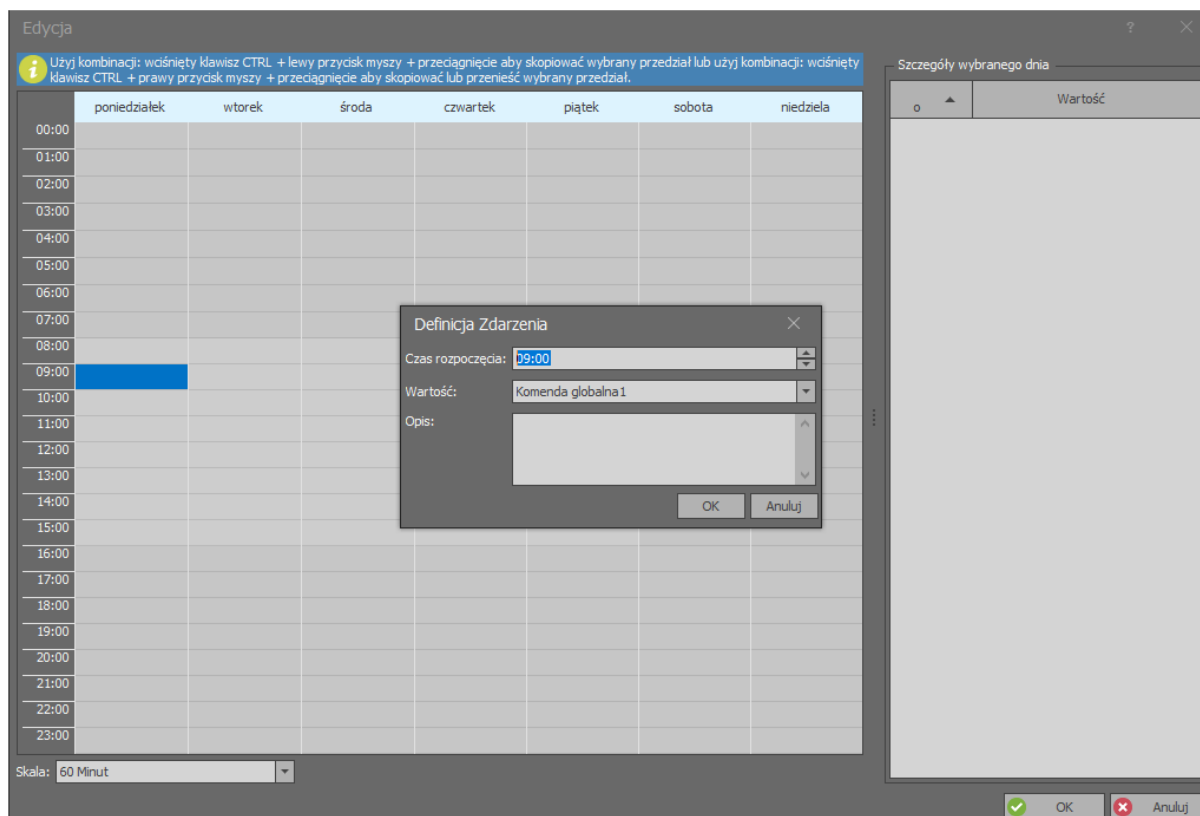 Edycja
?
Użyj kombinacji: wciśnięty klawisz CTRL + lewy przycisk myszy + przeciągnięcie aby skopiować wybrany przedział lub użyj kombinacji: wciśnięty
klawisz CTRL + prawy przycisk myszy + przeciągnięcie aby skopiować lub przenieść wybrany przedział.
Szczegóły wybranego dnia
poniedziałek wtorek środa czwartek piątek sobota niedziela
o Wartość
00:00
01:00
02:00
03:00
04:00
05:00
06:00
07:00
08:00
09:00
10:00
11:00
12:00
13:00
14:00
15:00
16:00
17:00
18:00
19:00
20:00
21:00
22:00
23:00
Definicja Zdarzenia
Czas rozpoczęcia: 09:00
Wartość: Komenda globalna1
Opis:
OK Anuluj
Skala: 60 Minut
OK Anuluj